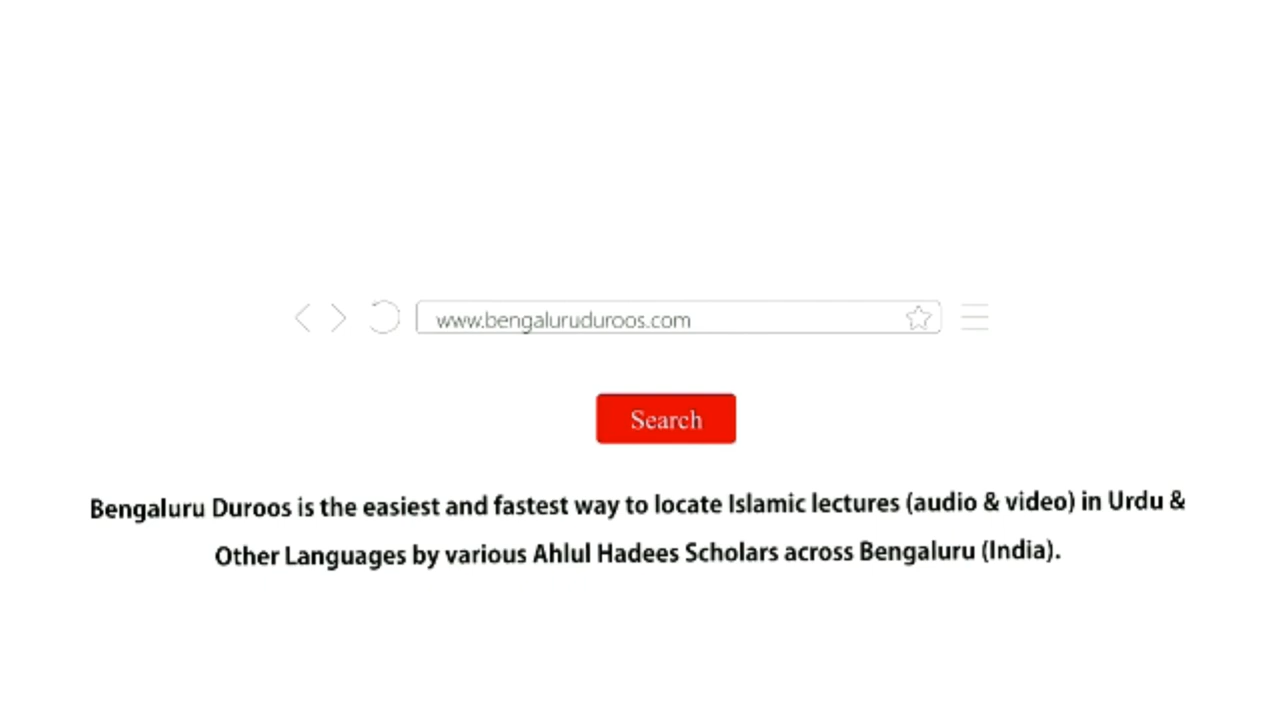 www.bengaluruduroos.com
Search
Bengaluru Duroos is the easiest and fastest way to locate Islamic lectures (audio & video) in Urdu &
Other Languages by various Ahlul Hadees Scholars across Bengaluru (India).